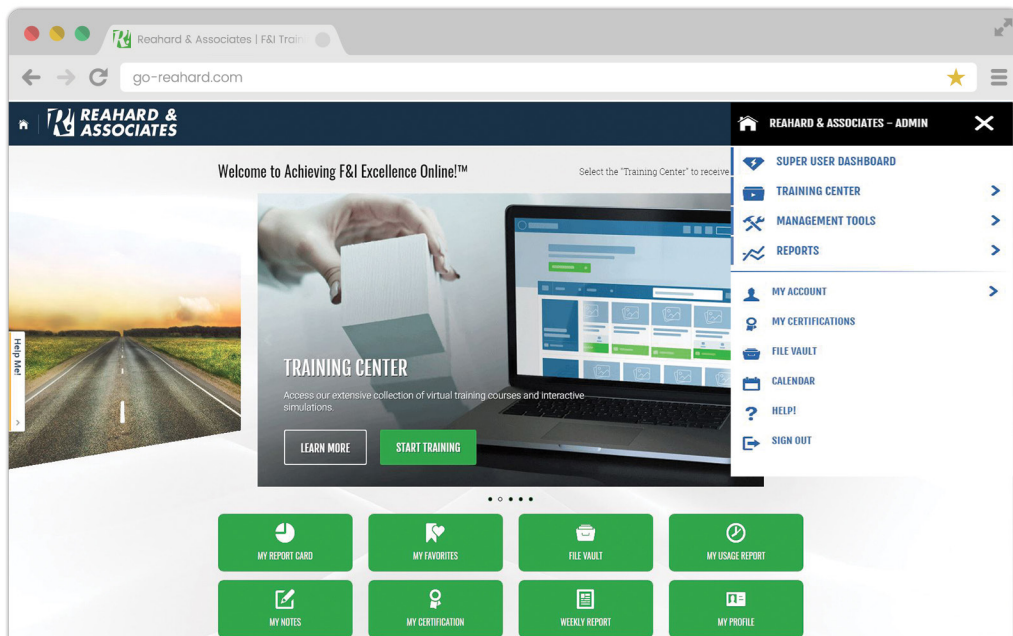 Reahard & Associates | F&I Train
go-reahard.com
REAHARD &
ASSOCIATES
REAHARD & ASSOCIATES – ADMIN
Welcome to Achieving F&I Excellence Online!™
Select the "Training Center" to receive
SUPER USER DASHBOARD
TRAINING CENTER
MANAGEMENT TOOLS
REPORTS
MY ACCOUNT
MY CERTIFICATIONS
FILE VAULT
CALENDAR
HELP!
SIGN OUT
Help Me!
TRAINING CENTER
Access our extensive collection of virtual training courses and interactive
simulations.
LEARN MORE
START TRAINING
MY REPORT CARD
MY FAVORITES
FILE VAULT
MY USAGE REPORT
MY NOTES
MY CERTIFICATION
WEEKLY REPORT
MY PROFILE